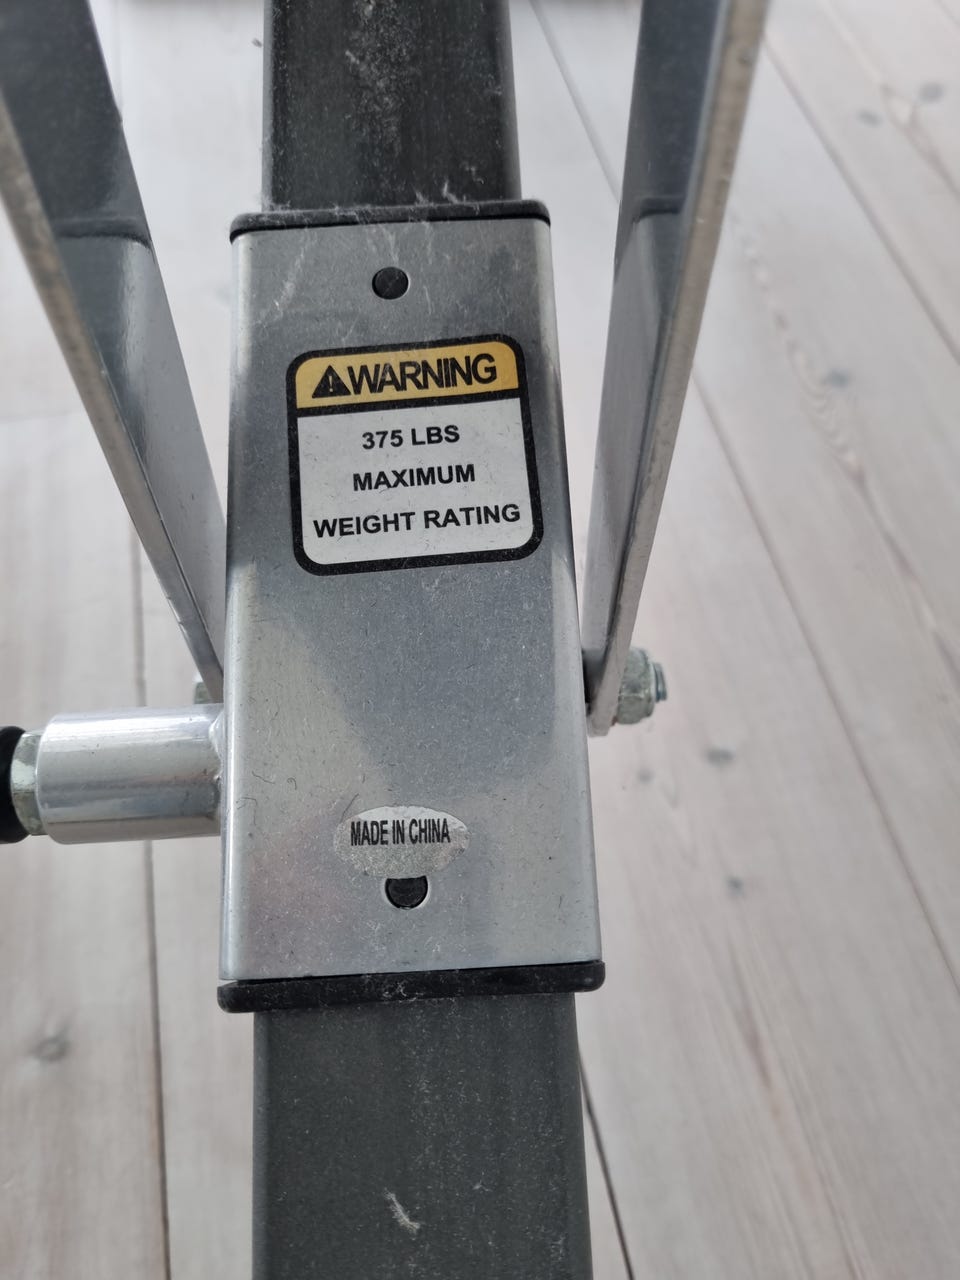 WARNING
375 LBS
MAXIMUM
WEIGHT RATING
MADE IN CHINA